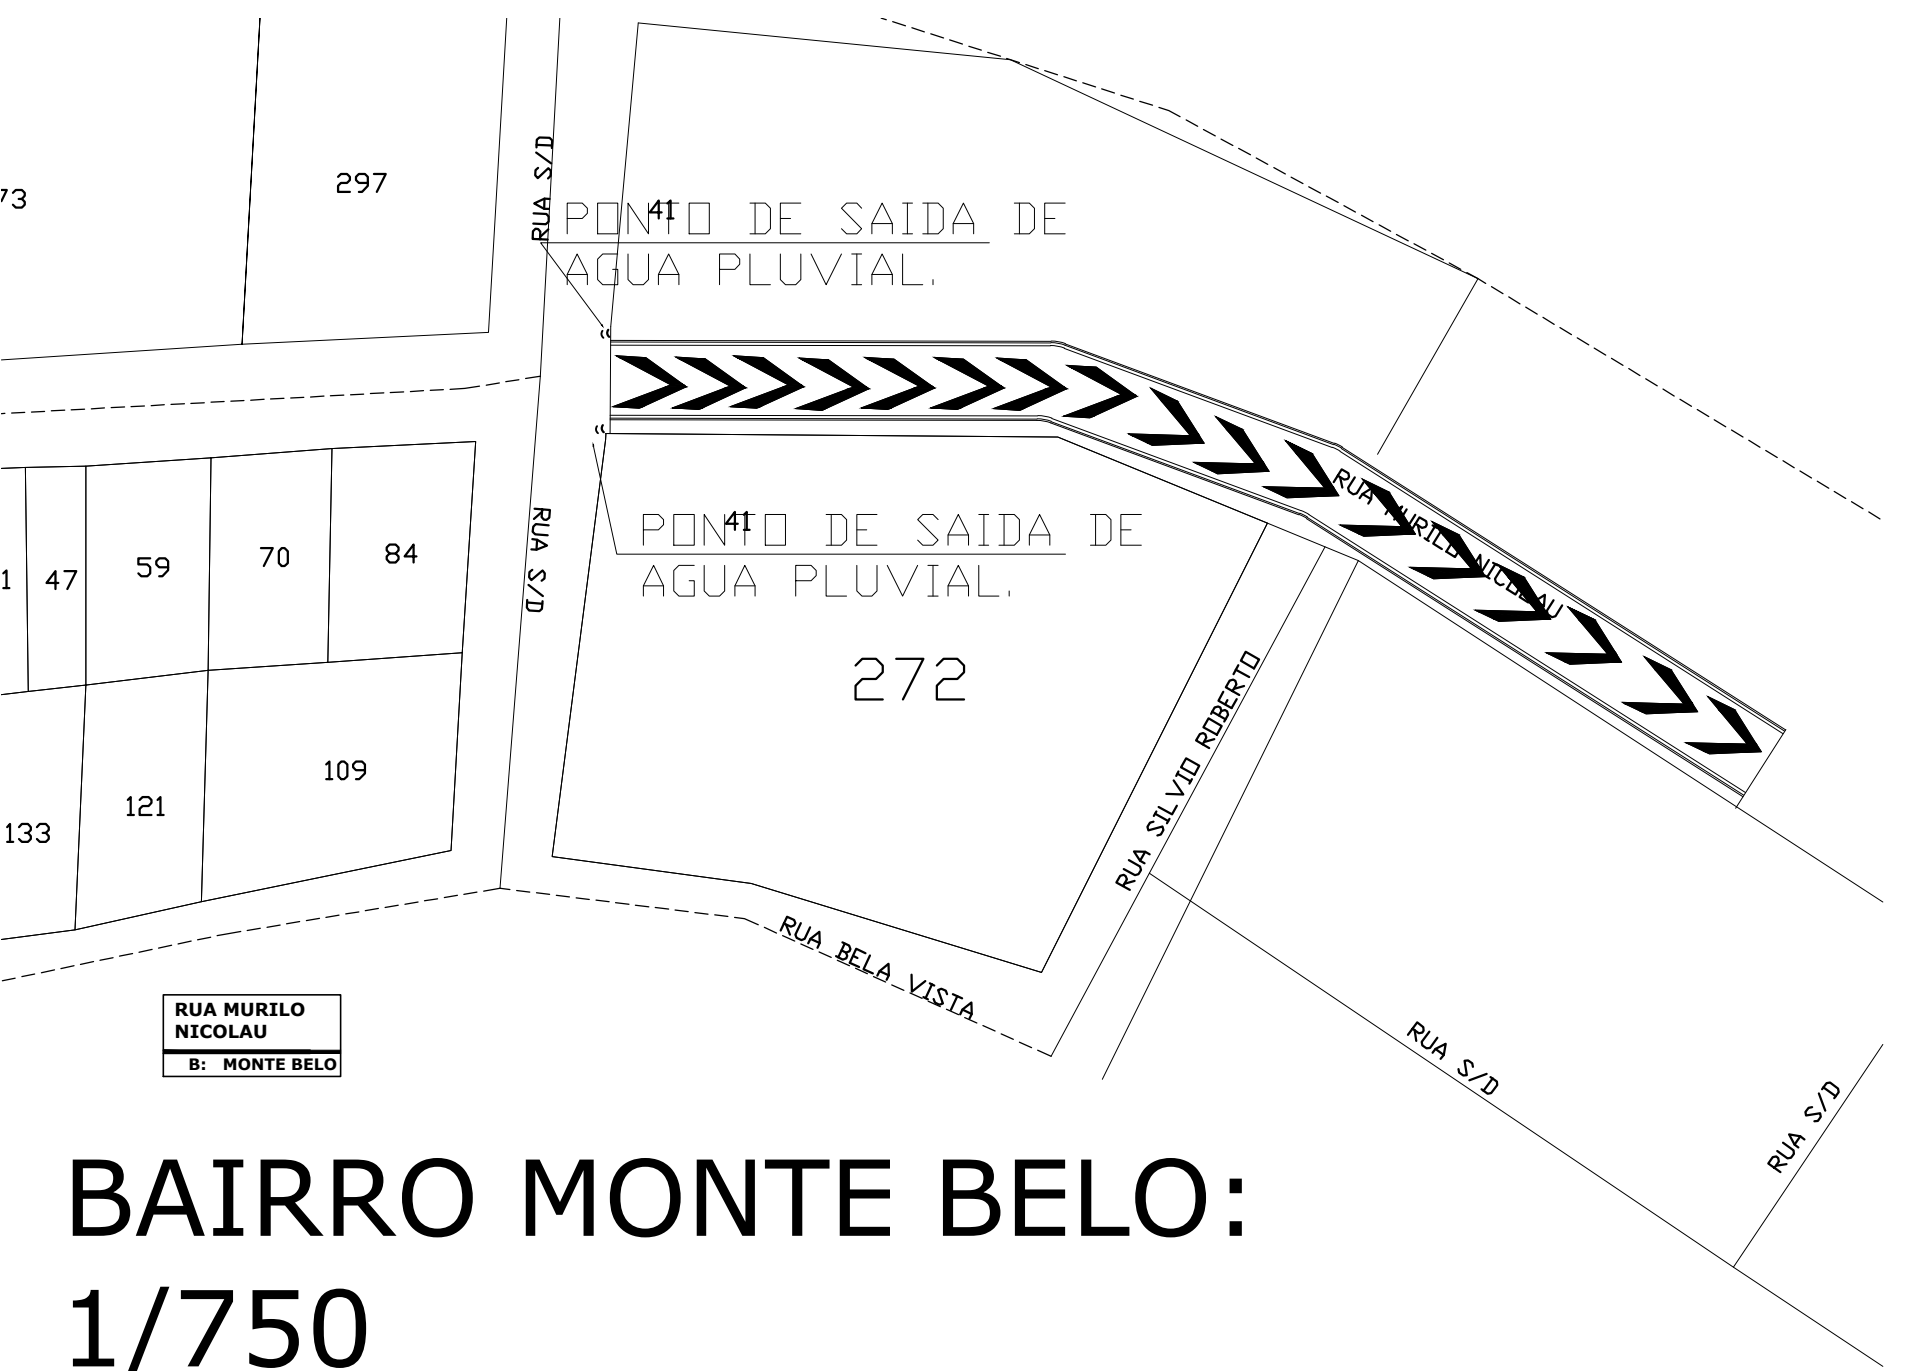 297
73
RUA S/D
41
PONTO DE SAIDA DE
AGUA PLUVIAL.
RUA MURILO NICOLAU
41
PONTO DE SAIDA DE
AGUA PLUVIAL.
RUA S/D
1
47
59
70
84
272
RUA SILVIO ROBERTO
109
121
133
RUA BELA VISTA
RUA S/D
RUA S/D
RUA MURILO
NICOLAU
B: MONTE BELO
BAIRRO MONTE BELO:
1/750